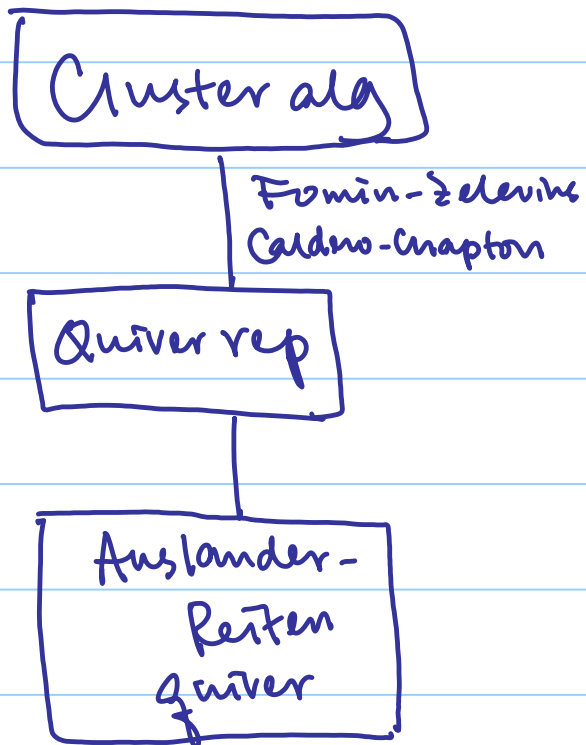 Cluster alg
Fomin-Zelevins
Caldero-Chapton
Quiver rep
Auslander-
Reiten
quiver